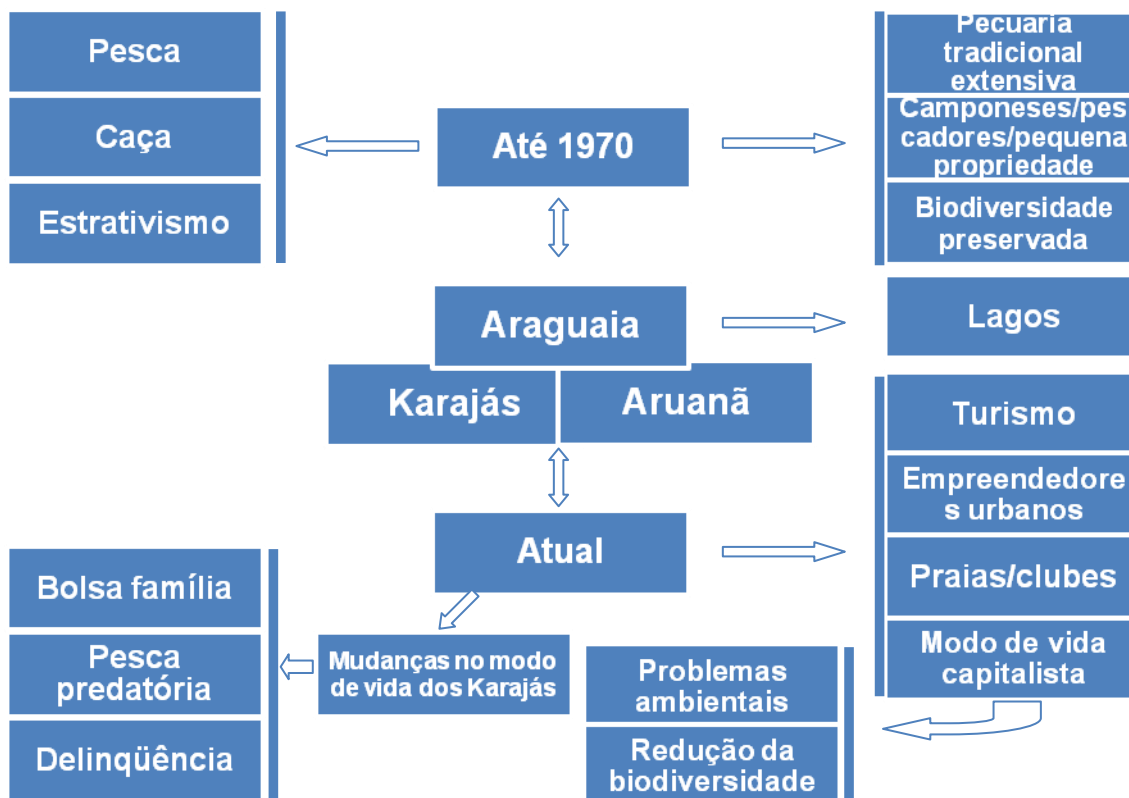 Pesca
Caça
Estrativismo
Até 1970
Pecuária
tradicional
extensiva
Camponeses/pes
cadores/pequena
propriedade
Biodiversidade
preservada
Araguaia
Karajás
Aruanã
Lagos
Turismo
Empreendedore
s urbanos
Praias/clubes
Modo de vida
capitalista
Atual
Mudanças no modo
de vida dos Karajás
Bolsa família
Pesca
predatória
Delinqüência
Problemas
ambientais
Redução da
biodiversidade